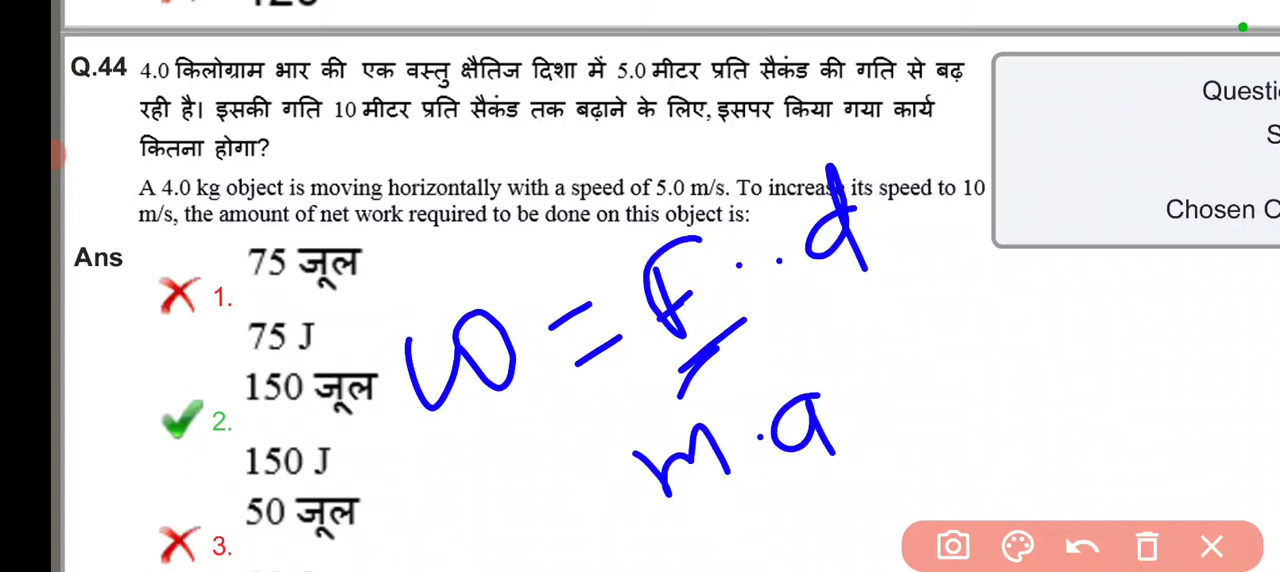 Q.44 4.0 किलोग्राम भार की एक वस्तु क्षैतिज दिशा में 5.0 मीटर प्रति सैकंड की गति से बढ़
रही है। इसकी गति 10 मीटर प्रति सैकंड तक बढ़ाने के लिए, इसपर किया गया कार्य
कितना होगा?
A 4.0 kg object is moving horizontally with a speed of 5.0 m/s. To increase its speed to 10
m/s, the amount of net work required to be done on this object is:
Ans
75 जूल
1.
75 J
150 जूल
2.
150 J
50 जूल
3.
W = F . . d
m . a
Chosen